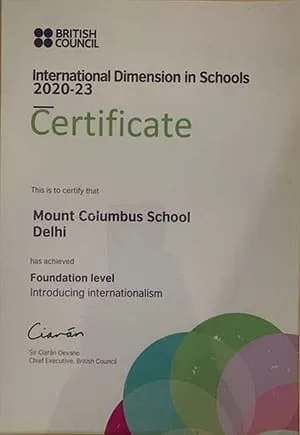 BRITISH
COUNCIL
International Dimension in Schools
2020-23
Certificate
This is to certify that
Mount Columbus School
Delhi
has achieved
Foundation level
Introducing internationalism
Ciarán
Sir Ciarán Devane
Chief Executive, British Council